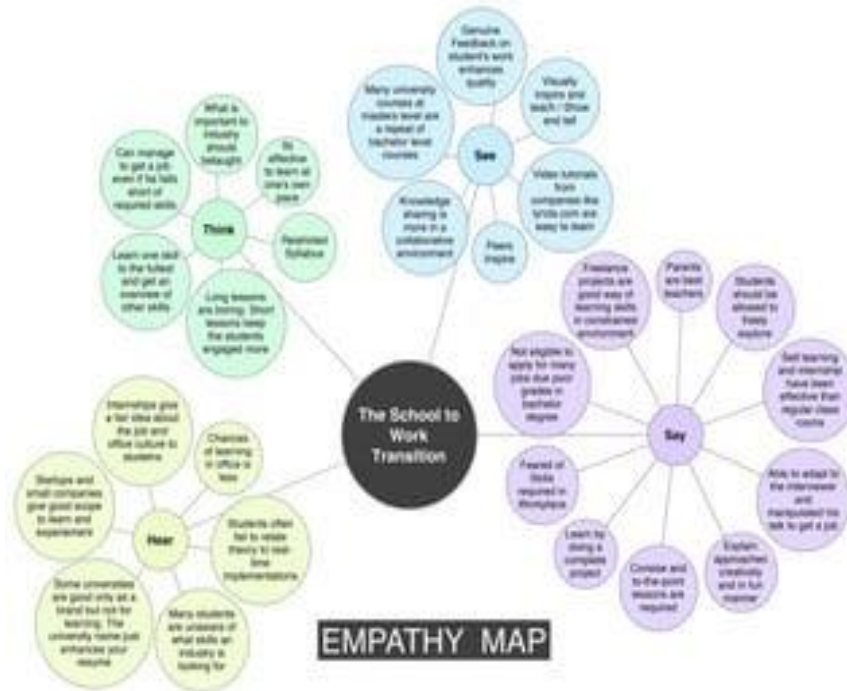 Genuine
Feedback on
student's work
enhances
quality
Many university
courses at
masters level are
a repeat of
bachelor level
courses
Visually
inspire and
teach / Show
and tell
See
Knowledge
sharing is
more in a
collaborative
environment
Peers
inspire
Video tutorials
from
companies like
lynda.com are
easy to learn
What is
important to
industry
should
Can manage
to get a job
even if he falls
short of
required skills
effective
to learn at
one's own
pace
Think
Restricted
Syllabus
Learn one skill
to the fullest
and get an
overview of
other skills
Long lessons
are boring. Short
lessons keep
the students
engaged more
The School to
Work
Transition
Freelance
projects are
good way of
learning skills
in constrained
environment
Parents
are best
teachers
Students
should be
allowed to
freely
explore
Not eligible to
apply for many
jobs due poor
grades in
bachelor
degree
Self learning
and internship
have been
effective than
regular class
rooms
Say
Feared of
Skills
required in
Able to adapt to
the interviewer
and
manipulated his
talk to get a job
Learn by
doing a
complete
project
Concise and
to-the-point
lessons are
required
Explain
approaches
creatively
and in fun
manner
Internships give
a fair idea about
the job and
office culture to
students
Chances
of learning
in office is
less
Startups and
small companies
give good scope
to learn and
experiement
Hear
Students often
fail to relate
theory to real-
time
implementations
Some universities
are good only as a
brand but not for
learning. The
university name just
enhances your
resume
Many students
are unaware of
what skills an
industry is
looking for
EMPATHY MAP